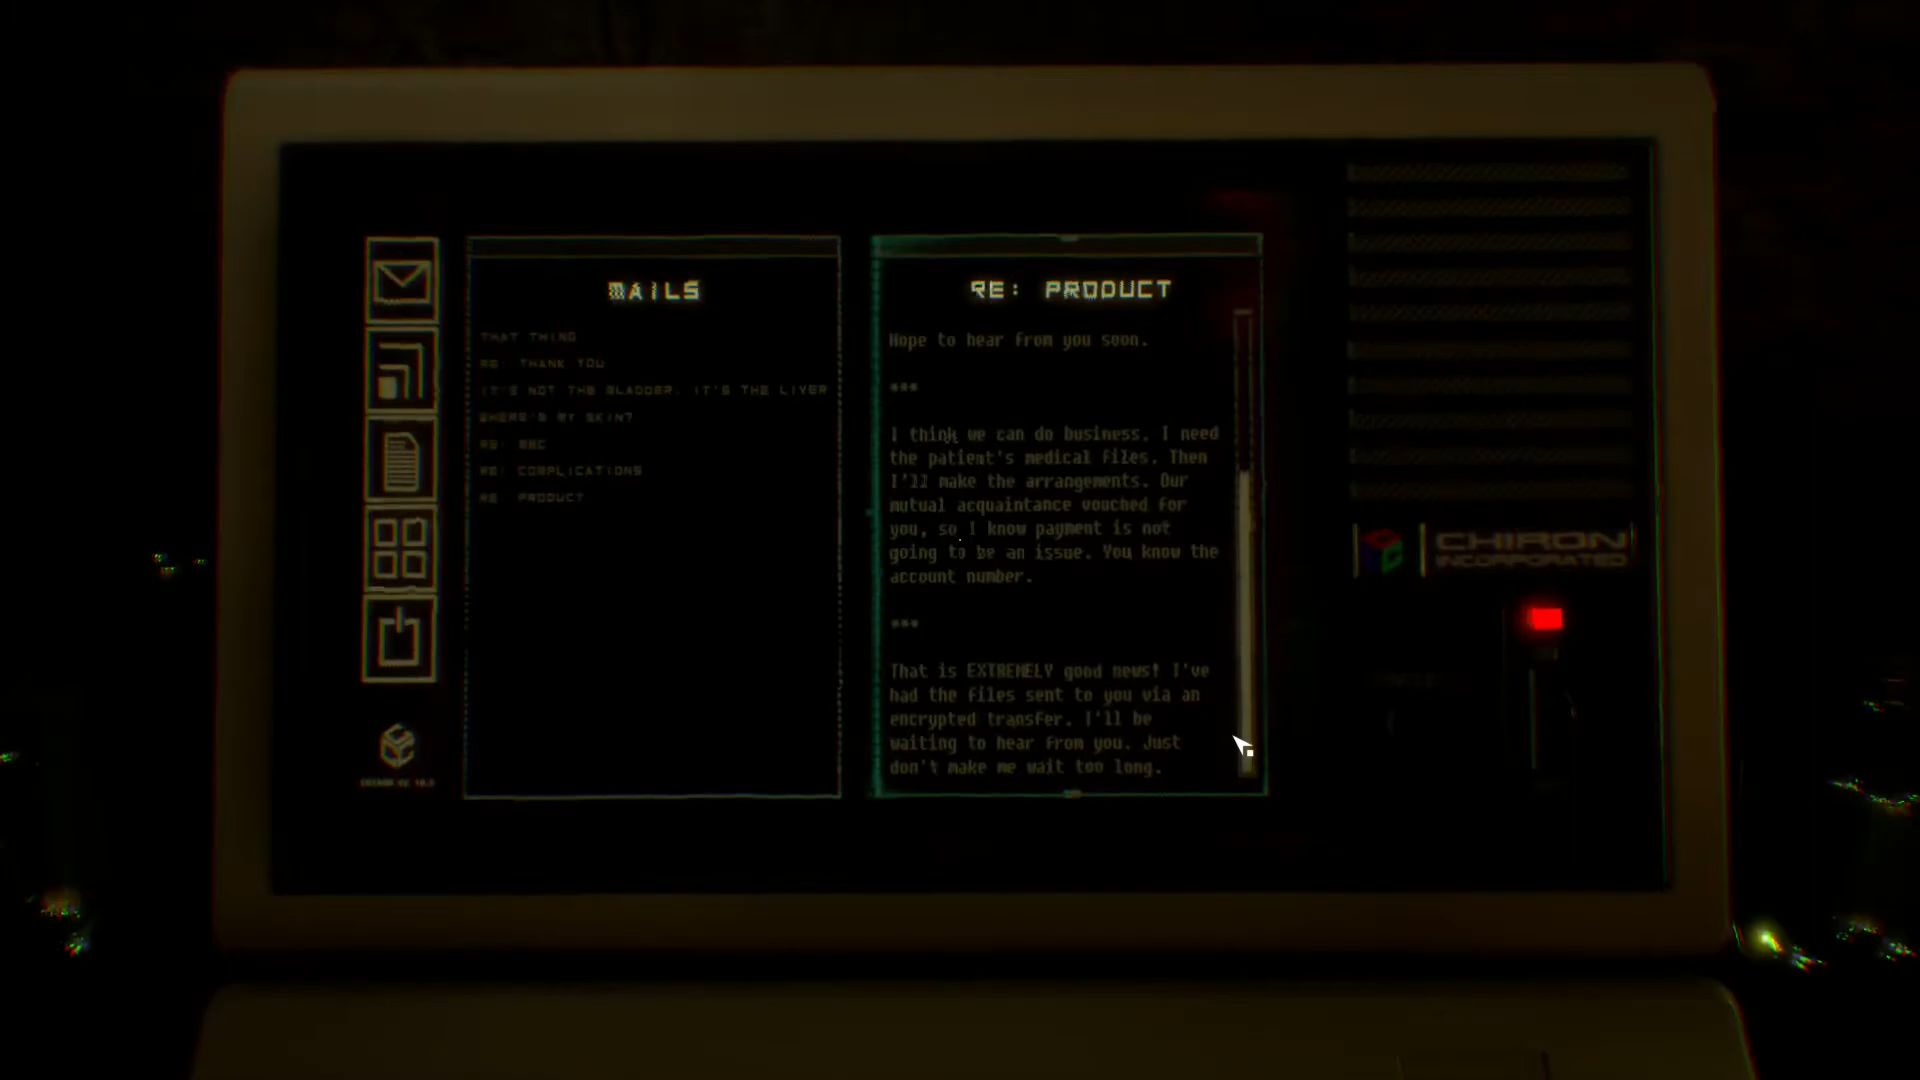 MAILS
THAT THING
RE: THANK YOU
IT'S NOT THE BLADDER, IT'S THE LIVER
WHERE'S MY SKIN?
RE: BBC
RE: COMPLICATIONS
RE: PRODUCT
RE: PRODUCT
Hope to hear from you soon.
***
I think we can do business. I need
the patient's medical files. Then
I'll make the arrangements. Our
mutual acquaintance vouched for
you, so I know payment is not
going to be an issue. You know the
account number.
***
That is EXTREMELY good news! I've
had the files sent to you via an
encrypted transfer. I'll be
waiting to hear from you. Just
don't make me wait too long.
CHIRON
INCORPORATED